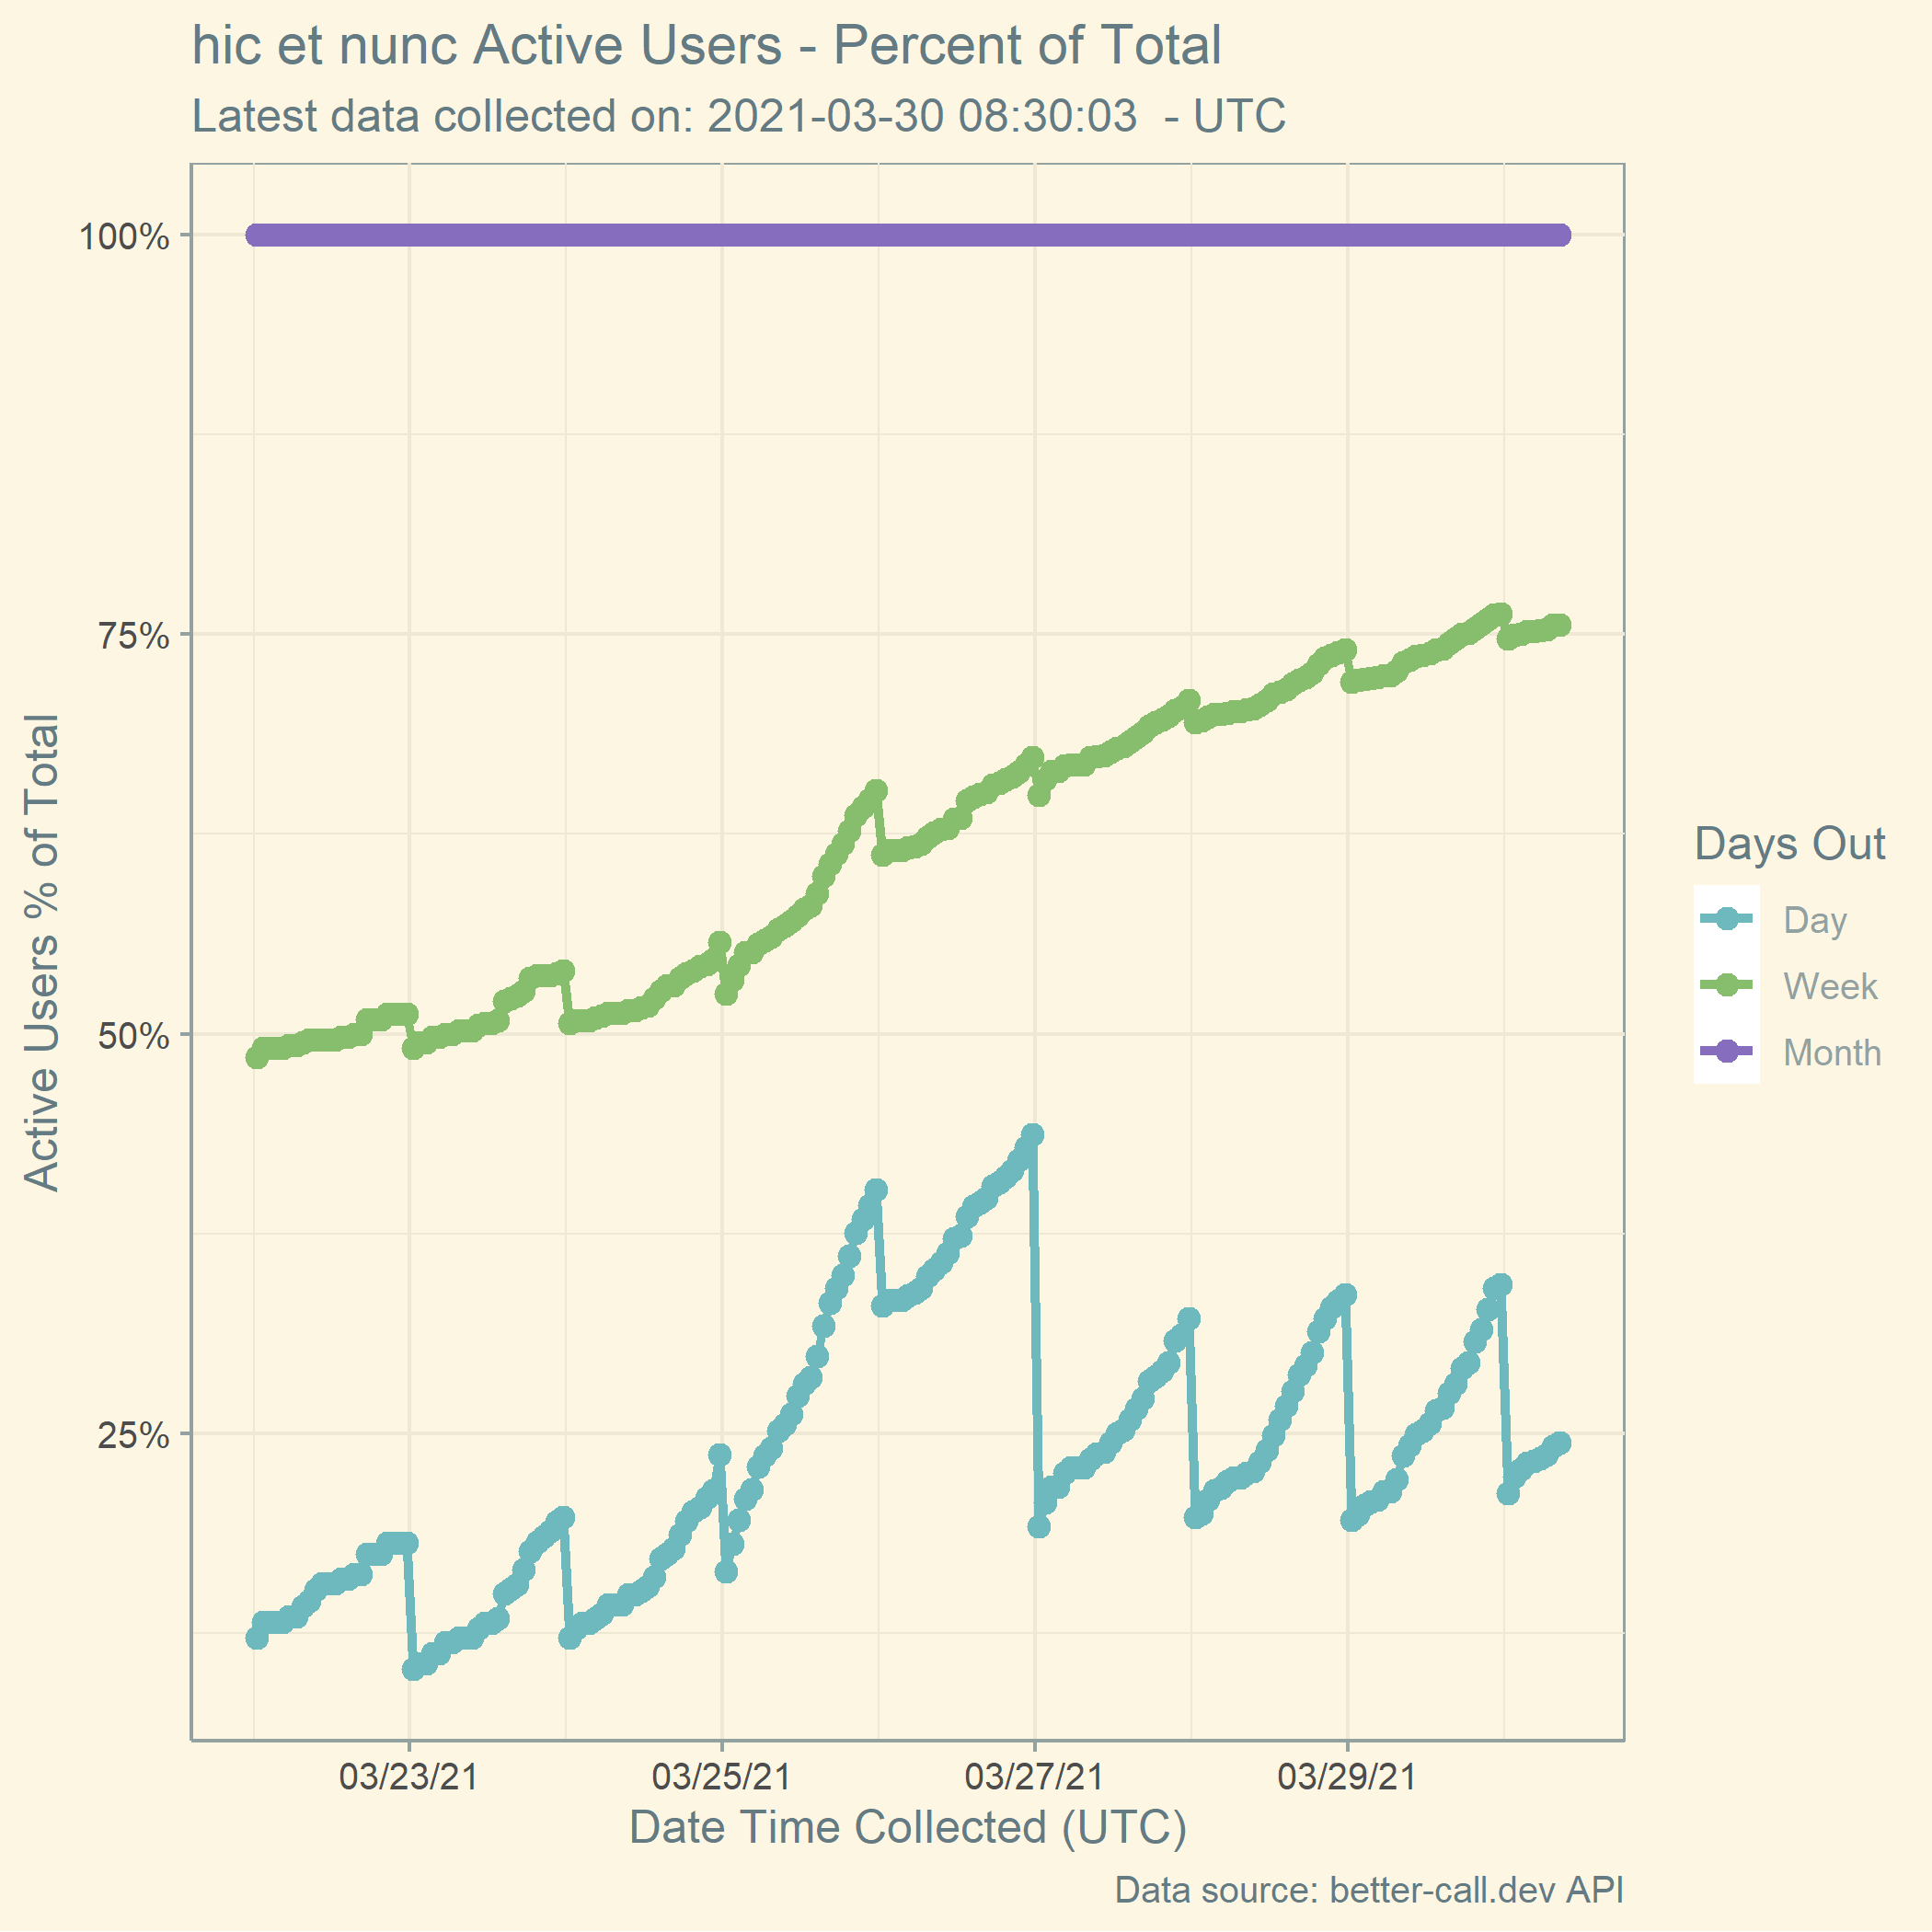 hic et nunc Active Users - Percent of Total
Latest data collected on: 2021-03-30 08:30:03  - UTC
Active Users % of Total
100%
75%
50%
25%
03/23/21
03/25/21
03/27/21
03/29/21
Date Time Collected (UTC)
Days Out
Day
Week
Month
Data source: better-call.dev API